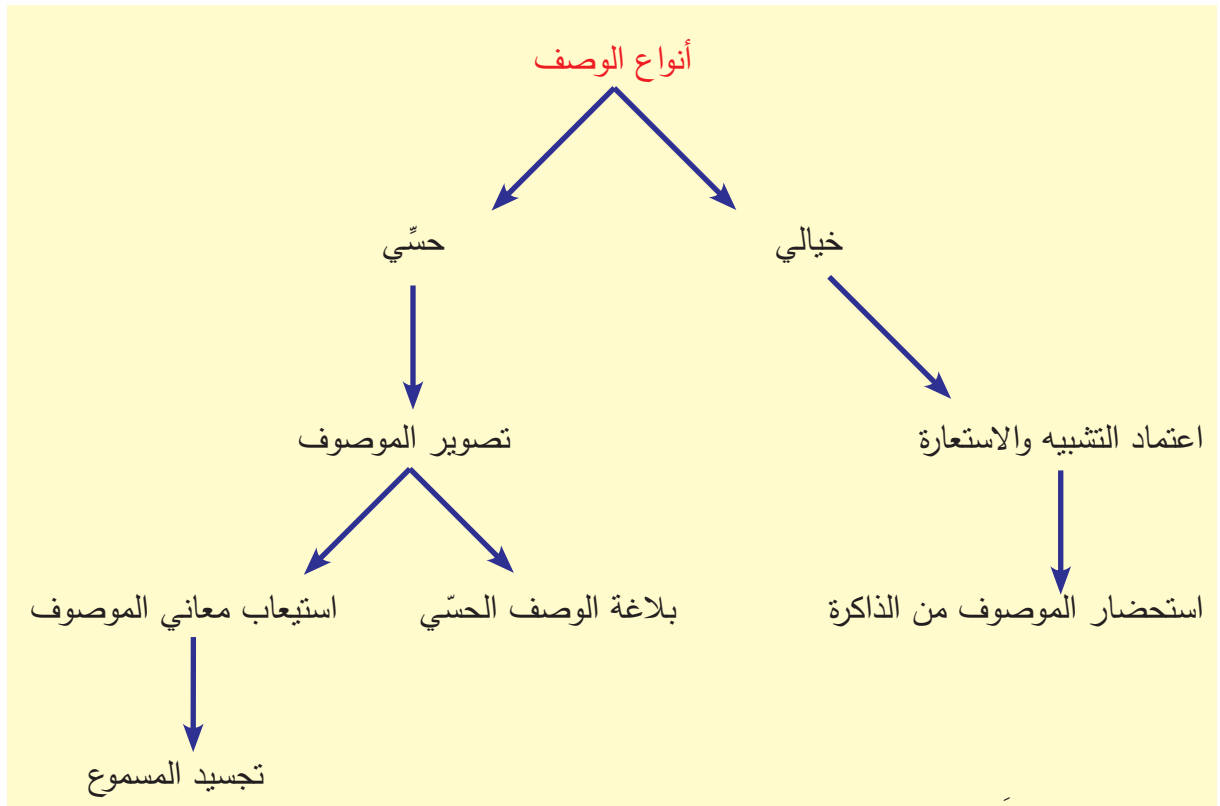 أنواع الوصف
خيالي
حسِّي
اعتماد التشبيه والاستعارة
تصوير الموصوف
استحضار الموصوف من الذاكرة
بلاغة الوصف الحسّي
استيعاب معاني الموصوف
تجسيد المسموع